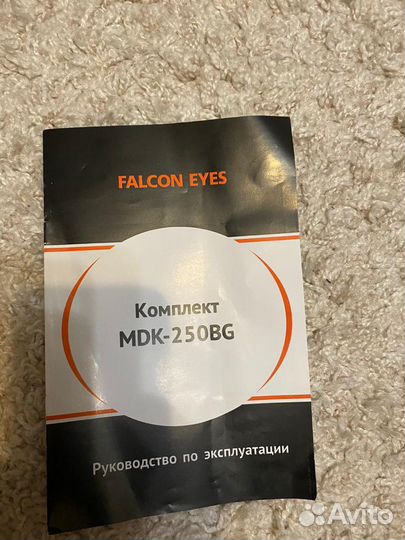 FALCON EYES
Комплект
MDK-250BG
Руководство по эксплуатации
Avito